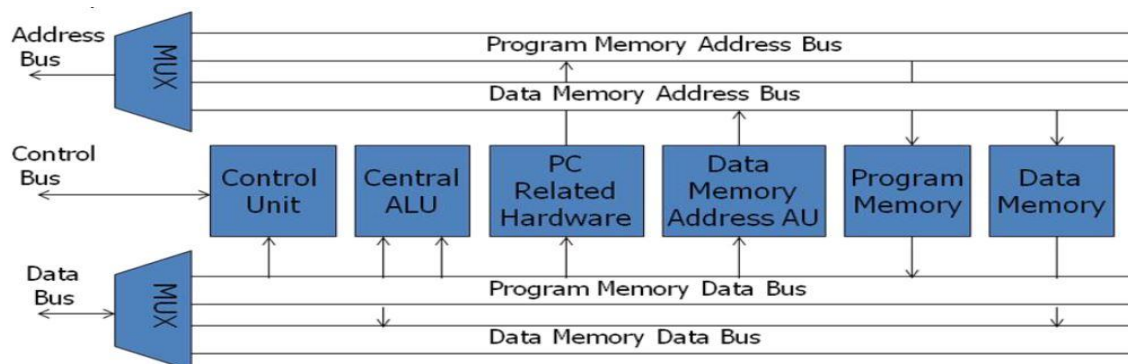 Address
Bus
MUX
Program Memory Address Bus
Data Memory Address Bus
Control
Bus
Control
Unit
Central
ALU
PC
Related
Hardware
Data
Memory
Address AU
Program
Memory
Data
Memory
Data
Bus
MUX
Program Memory Data Bus
Data Memory Data Bus